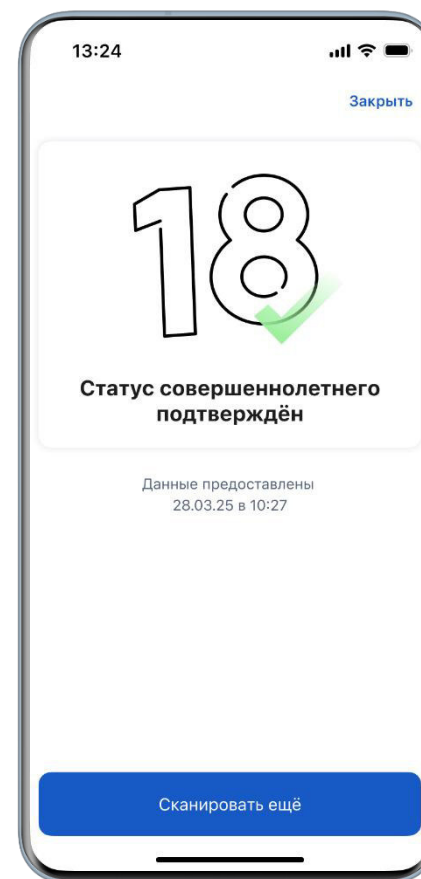 13:24
Закрыть
18
Статус совершеннолетнего
подтверждён
Данные предоставлены
28.03.25 в 10:27
Сканировать ещё